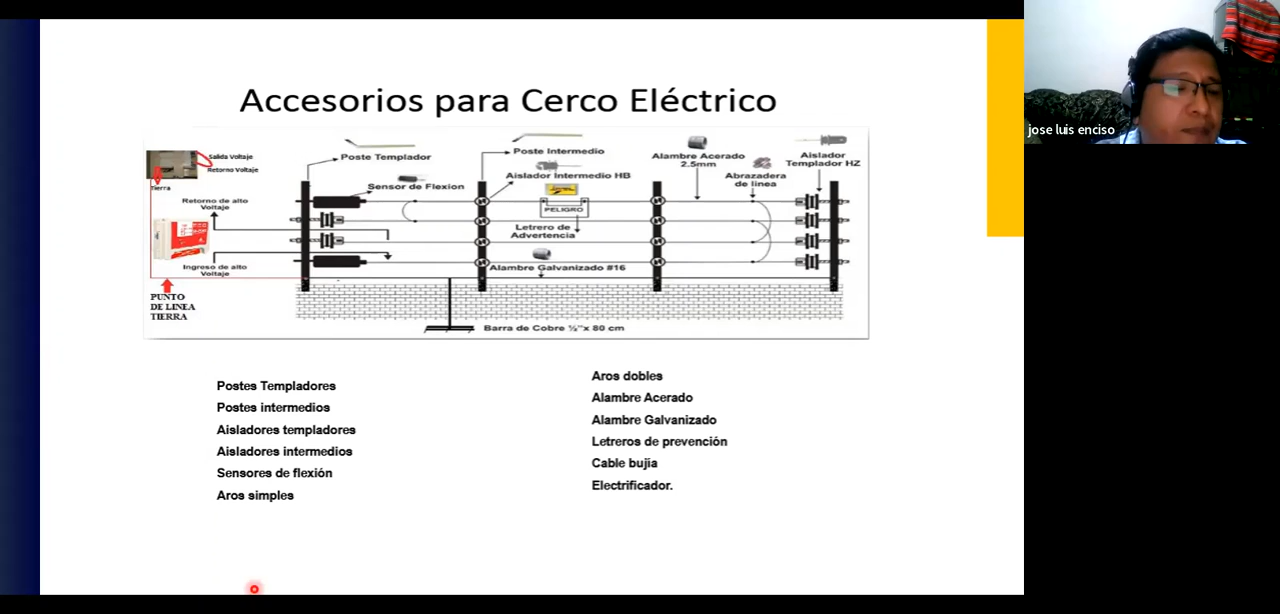 Accesorios para Cerco Eléctrico
Salida Voltaje
Retorno Voltaje
Tierra
Retorno de alto
Voltaje
Ingreso de alto
Voltaje
PUNTO
DE LINEA
TIERRA
Poste Templador
Sensor de Flexion
Poste Intermedio
Aislador Intermedio HB
PELIGRO
Letrero de
Advertencia
Alambre Galvanizado #16
Barra de Cobre ½"x 80 cm
Alambre Acerado
2.5mm
Abrazadera
de linea
Aislador
Templador HZ
Postes Templadores
Postes intermedios
Aisladores templadores
Aisladores intermedios
Sensores de flexión
Aros simples
Aros dobles
Alambre Acerado
Alambre Galvanizado
Letreros de prevención
Cable bujía
Electrificador.
jose luis enciso